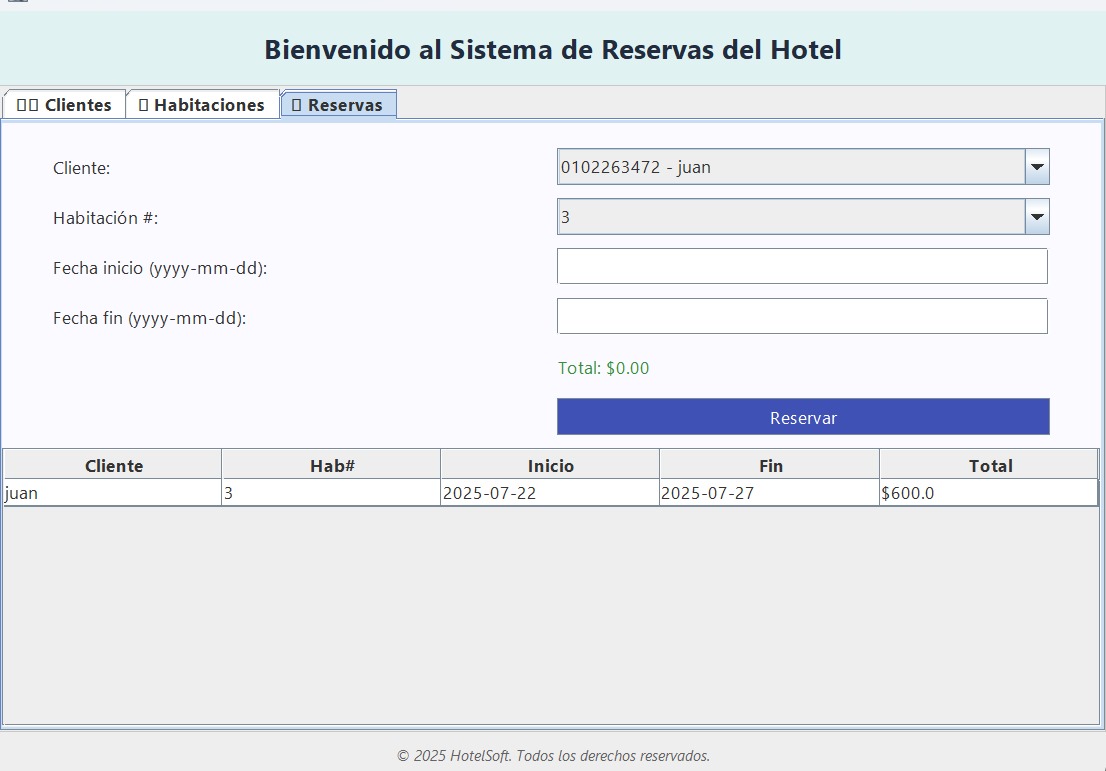 Bienvenido al Sistema de Reservas del Hotel
Clientes Habitaciones Reservas
Cliente: 0102263472 - juan
Habitación #: 3
Fecha inicio (yyyy-mm-dd):
Fecha fin (yyyy-mm-dd):
Total: $0.00
Reservar
Cliente Hab# Inicio Fin Total
juan 3 2025-07-22 2025-07-27 $600.0
© 2025 HotelSoft. Todos los derechos reservados.